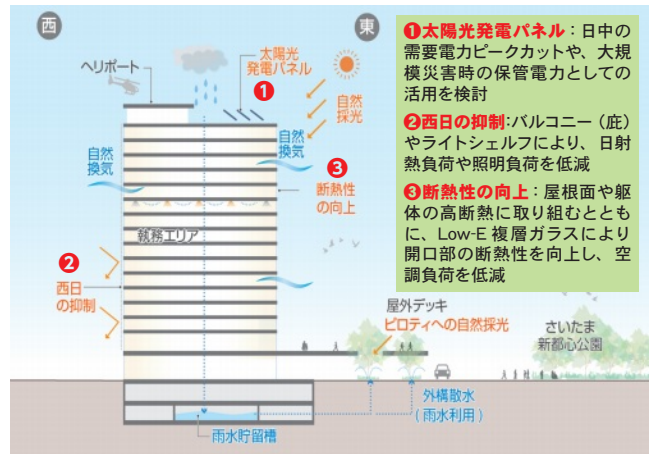 西
東
ヘリポート
太陽光
発電パネル
❶
自然
採光
自然
換気
自然
換気
❸
断熱性
の向上
執務エリア
❷
西日
の抑制
屋外デッキ
ピロティへの自然採光
さいたま
新都心公園
外構散水
(雨水利用)
雨水貯留槽
❶太陽光発電パネル：日中の
需要電力ピークカットや、大規
模災害時の保管電力としての
活用を検討
❷西日の抑制：バルコニー（庇）
やライトシェルフにより、日射
熱負荷や照明負荷を低減
❸断熱性の向上：屋根面や躯
体の高断熱に取り組むととも
に、Low-E 複層ガラスにより
開口部の断熱性を向上し、空
調負荷を低減